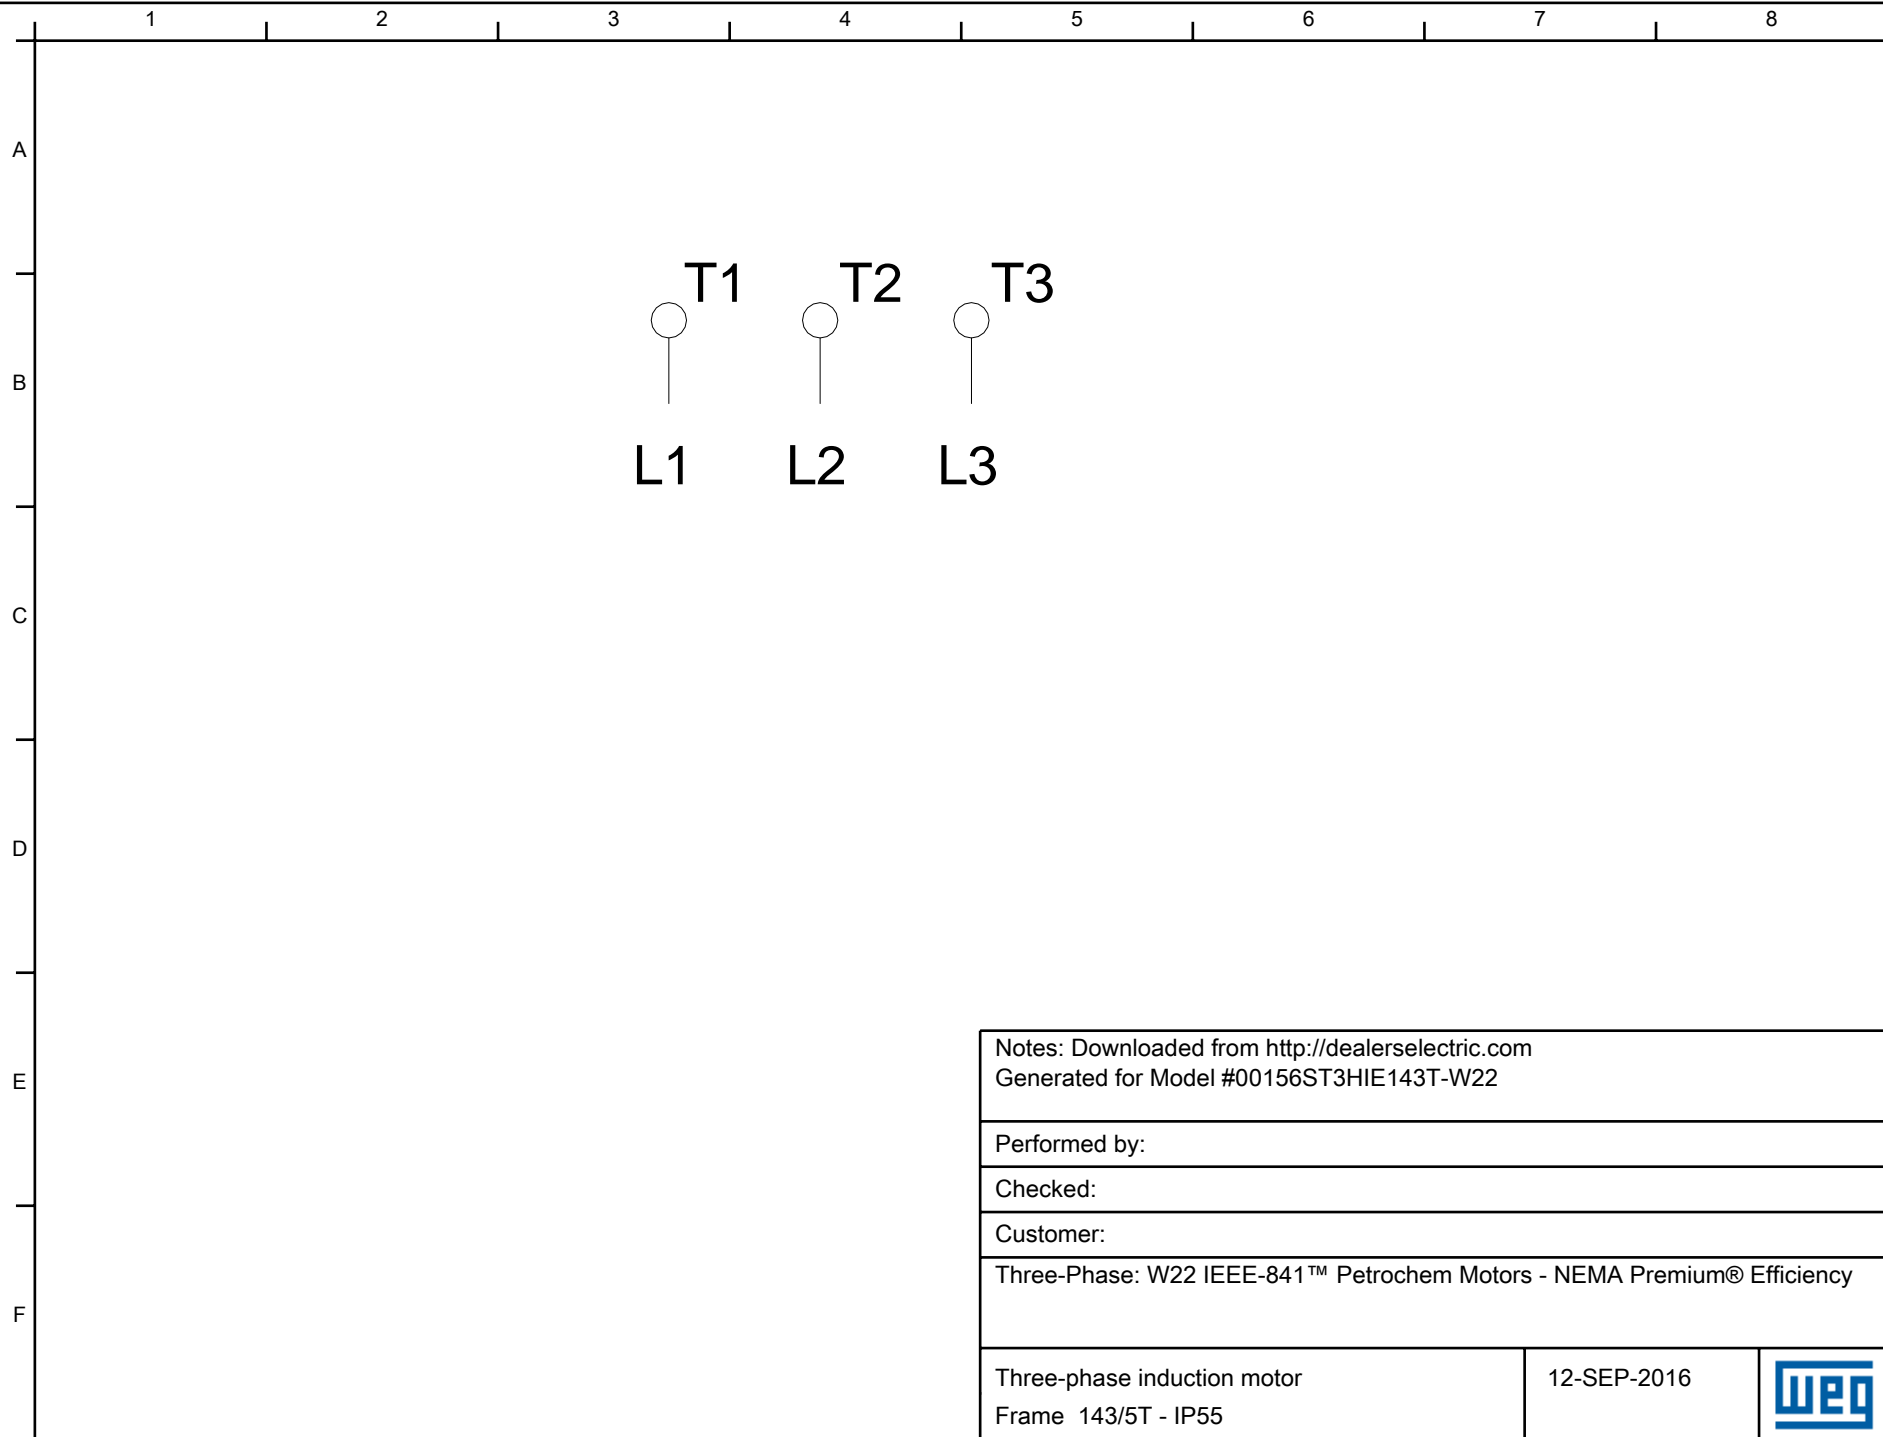 1 2 3 4 5 6 7 8
A
T1 T2 T3
B
L1 L2 L3
C
D
Notes: Downloaded from http://dealerselectric.com
E
Generated for Model #00156ST3HIE143T-W22
Performed by:
Checked:
Customer:
Three-Phase: W22 IEEE-841™ Petrochem Motors - NEMA Premium® Efficiency
F
Three-phase induction motor
12-SEP-2016
Frame 143/5T - IP55
weg